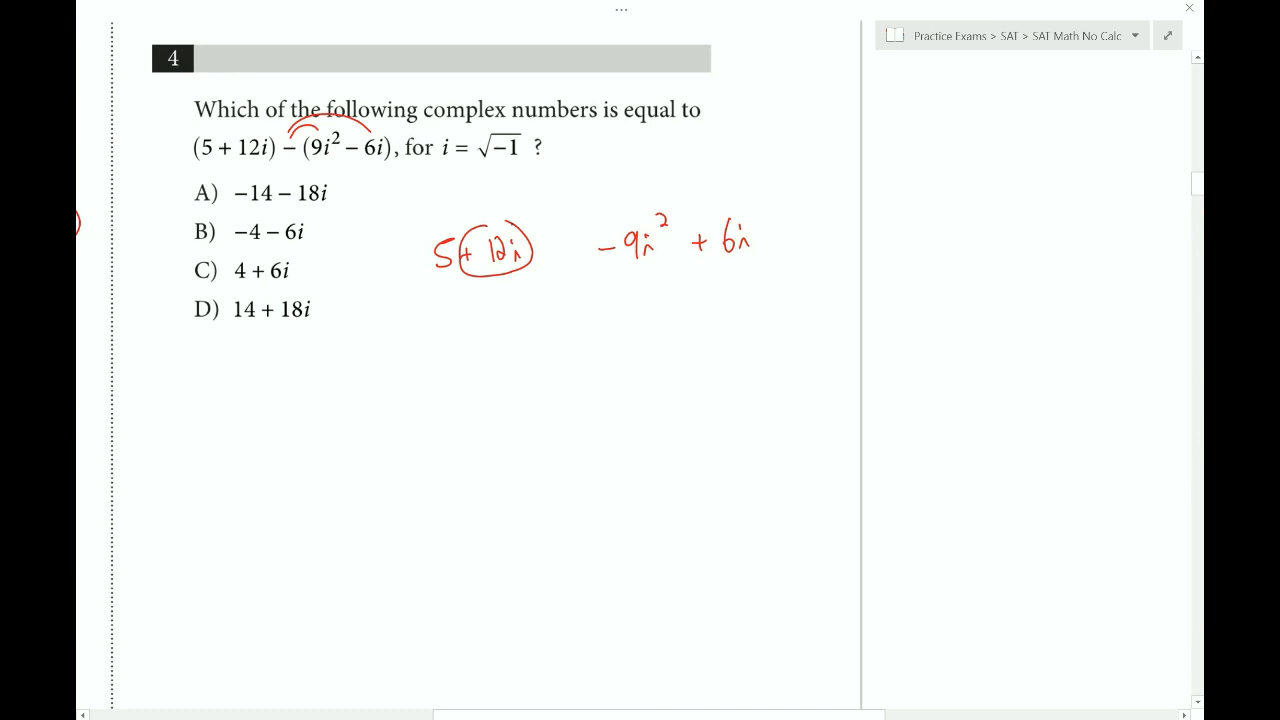 Practice Exams > SAT > SAT Math No Calc
4
Which of the following complex numbers is equal to
(5 + 12i) − (9i² − 6i), for i = √−1 ?
A) −14 − 18i
B) −4 − 6i
C) 4 + 6i
D) 14 + 18i
5 + 12i − 9i² + 6i